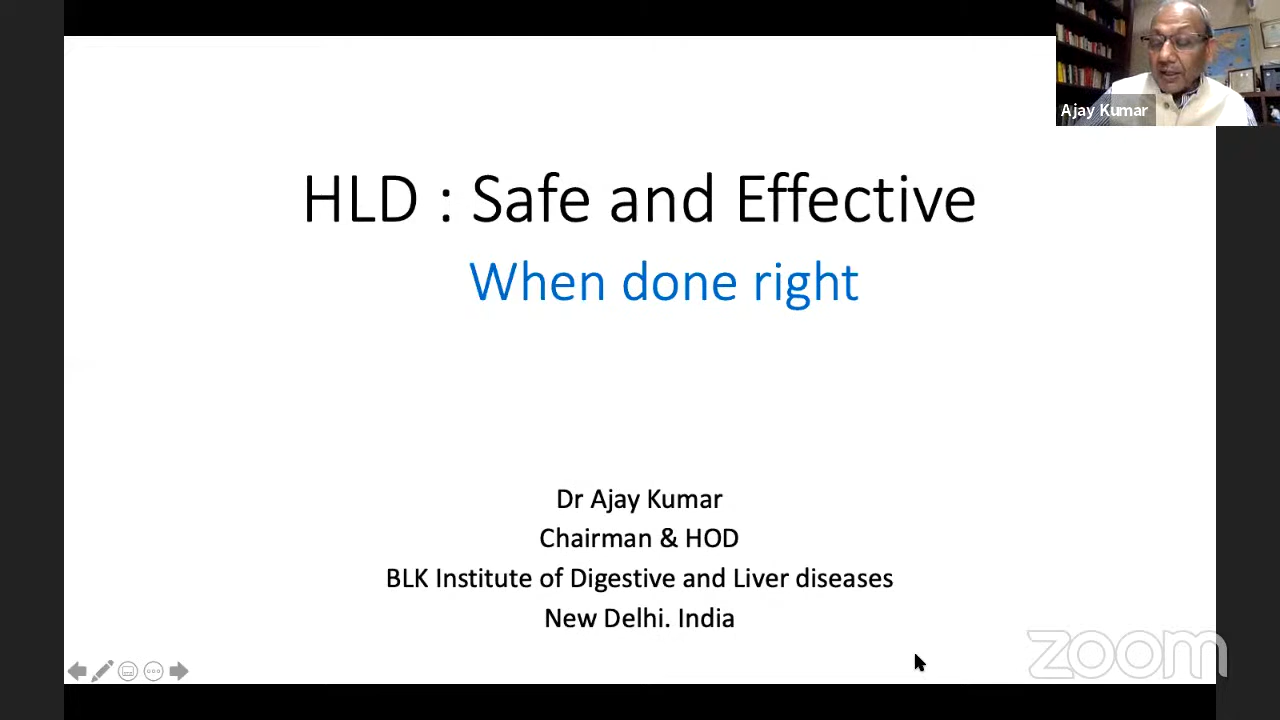 Ajay Kumar
HLD : Safe and Effective
When done right
Dr Ajay Kumar
Chairman & HOD
BLK Institute of Digestive and Liver diseases
New Delhi. India
zoom